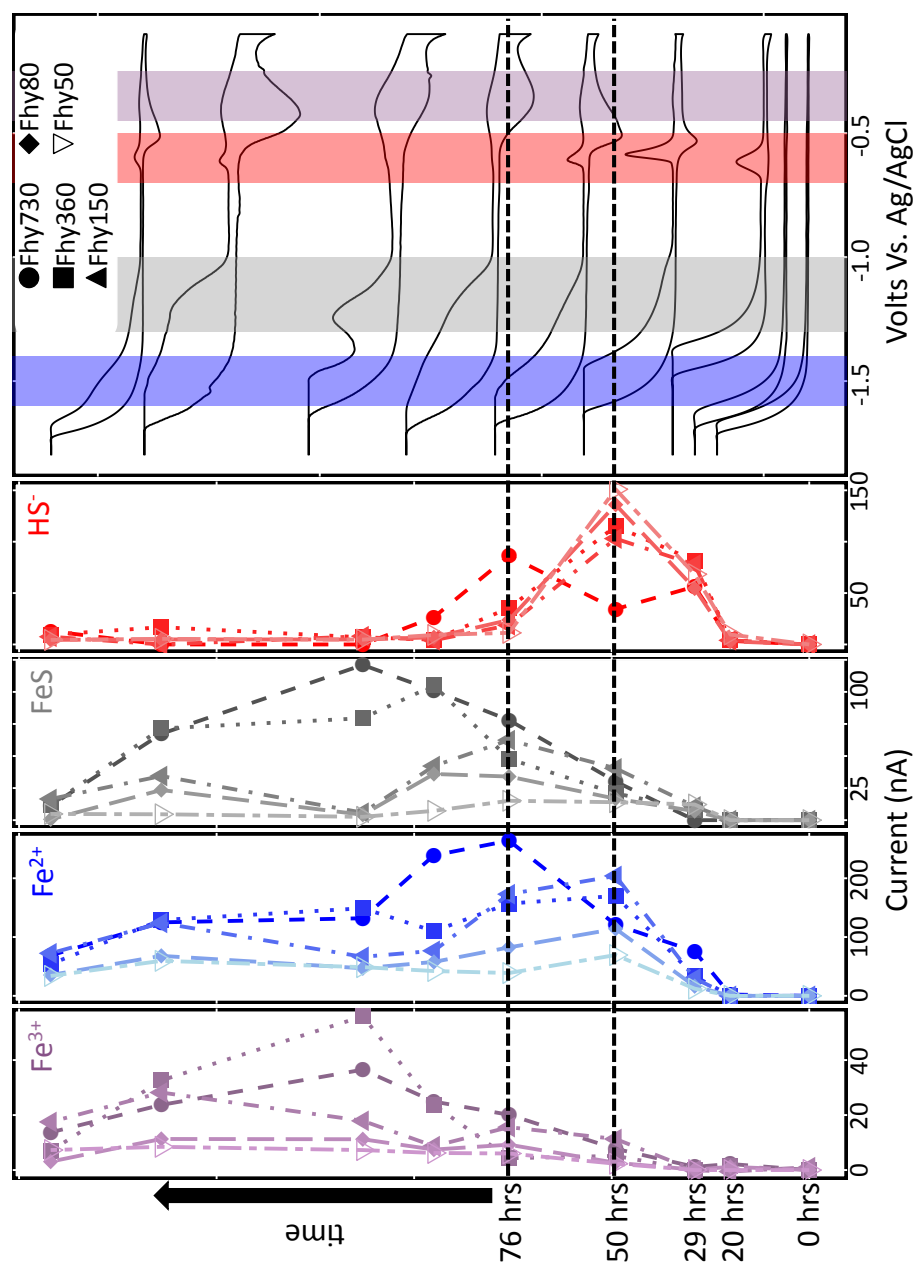 Fe3+
Fe2+
FeS
HS-
Fhy730
Fhy360
Fhy150
Fhy80
Fhy50
time
76 hrs
50 hrs
29 hrs
20 hrs
0 hrs
0
20
40
0
100
200
25
100
50
150
-1.5
-1.0
-0.5
Current (nA)
Volts Vs. Ag/AgCl